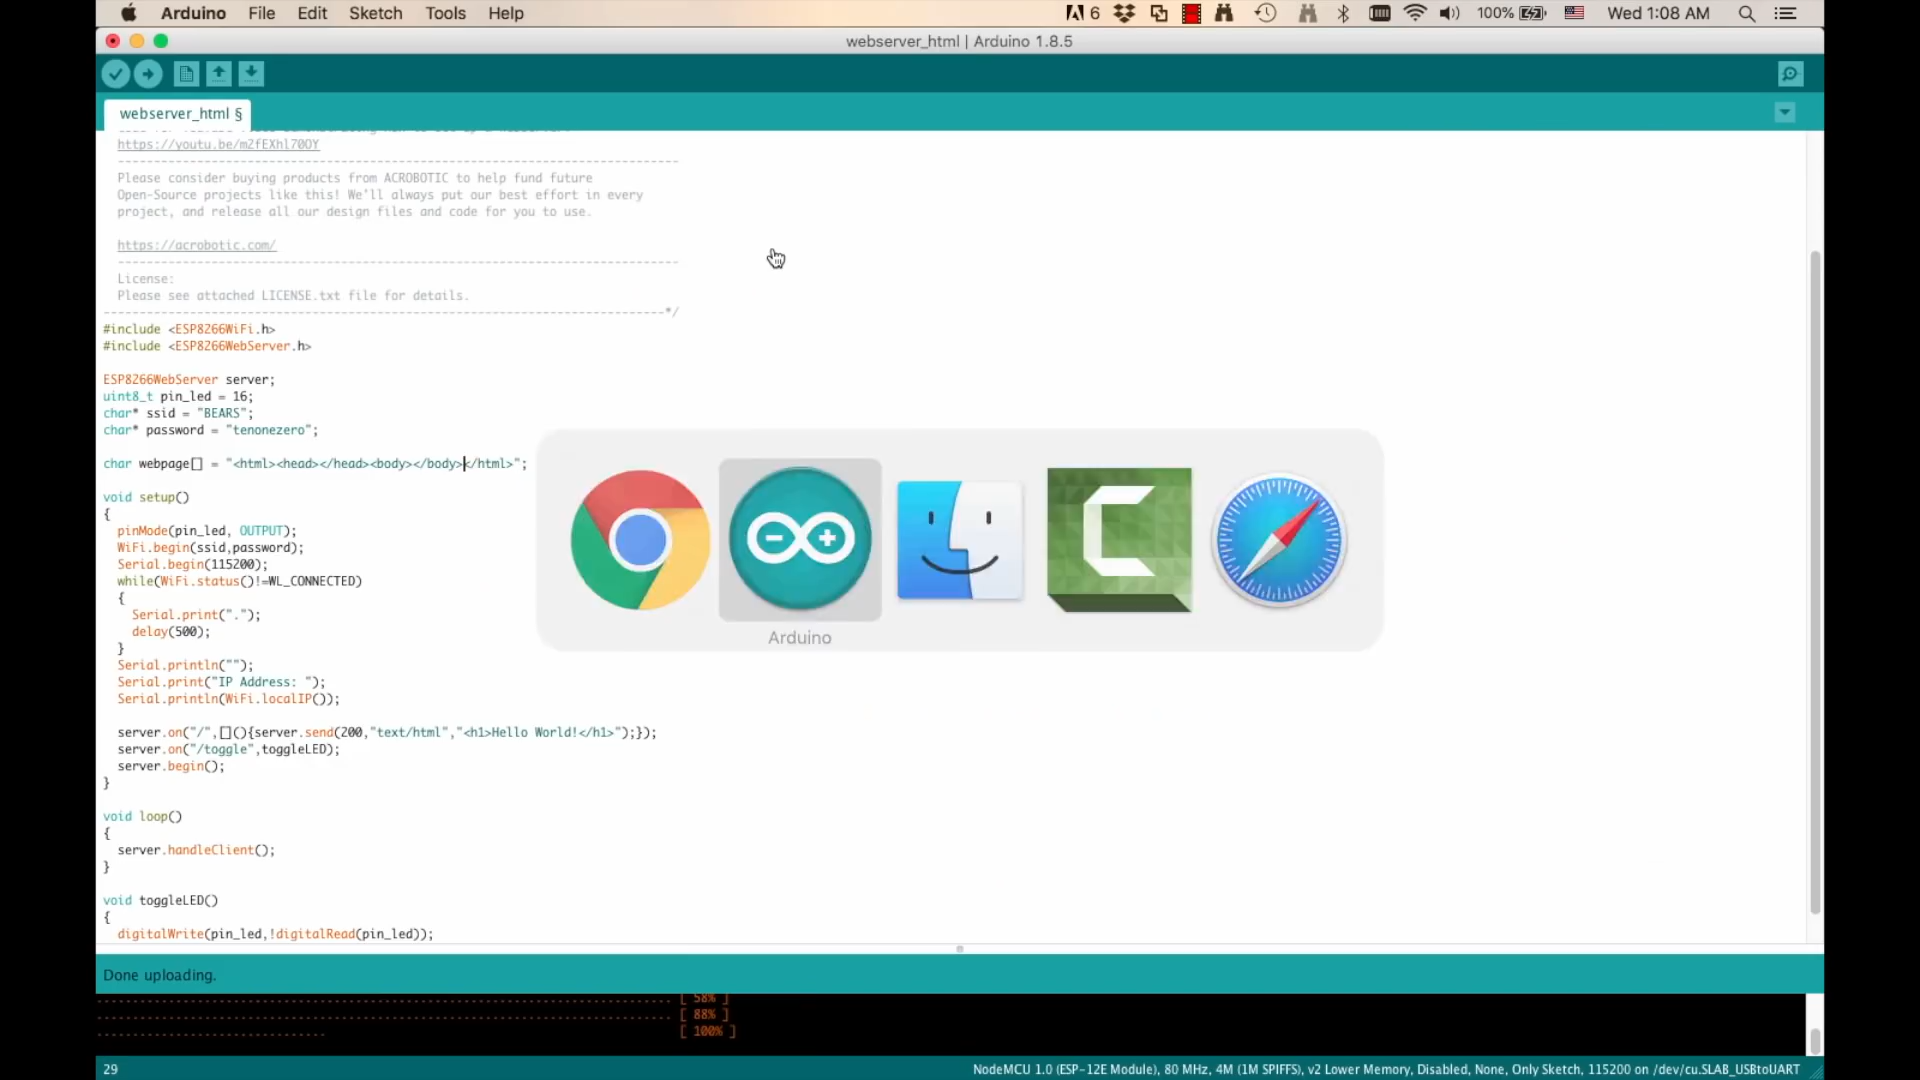 Arduino File Edit Sketch Tools Help 6 100% Wed 1:08 AM
webserver_html | Arduino 1.8.5
webserver_html §
https://youtu.be/m2fEXhl70OY
--------------------------------------------------------------------------------
Please consider buying products from ACROBOTIC to help fund future
Open-Source projects like this! We'll always put our best effort in every
project, and release all our design files and code for you to use.
https://acrobotic.com/
--------------------------------------------------------------------------------
License:
Please see attached LICENSE.txt file for details.
------------------------------------------------------------------------------*/
#include <ESP8266WiFi.h>
#include <ESP8266WebServer.h>
ESP8266WebServer server;
uint8_t pin_led = 16;
char* ssid = "BEARS";
char* password = "tenonezero";
char webpage[] = "<html><head></head><body></body></html>";
void setup()
{
pinMode(pin_led, OUTPUT);
WiFi.begin(ssid,password);
Serial.begin(115200);
while(WiFi.status()!=WL_CONNECTED)
{
Serial.print(".");
delay(500);
}
Serial.println("");
Serial.print("IP Address: ");
Serial.println(WiFi.localIP());
server.on("/",[](){server.send(200,"text/html","<h1>Hello World!</h1>");});
server.on("/toggle",toggleLED);
server.begin();
}
void loop()
{
server.handleClient();
}
void toggleLED()
{
digitalWrite(pin_led,!digitalRead(pin_led));
Arduino
Done uploading.
................................................................................ [ 58% ]
................................................................................ [ 88% ]
................................ [ 100% ]
29 NodeMCU 1.0 (ESP-12E Module), 80 MHz, 4M (1M SPIFFS), v2 Lower Memory, Disabled, None, Only Sketch, 115200 on /dev/cu.SLAB_USBtoUART